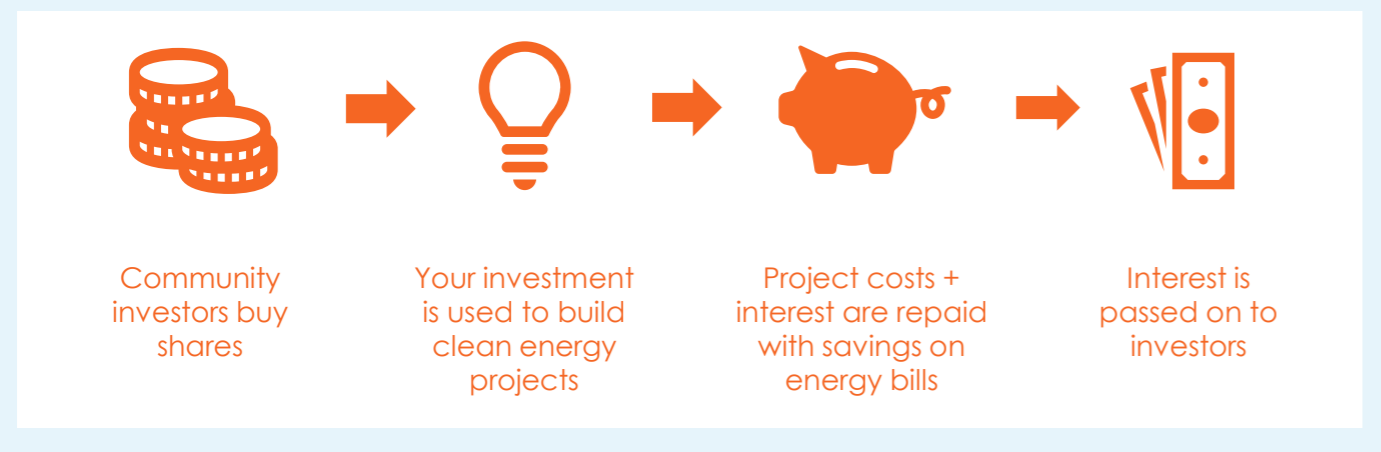 Community
investors buy
shares
Your investment
is used to build
clean energy
projects
Project costs +
interest are repaid
with savings on
energy bills
Interest is
passed on to
investors